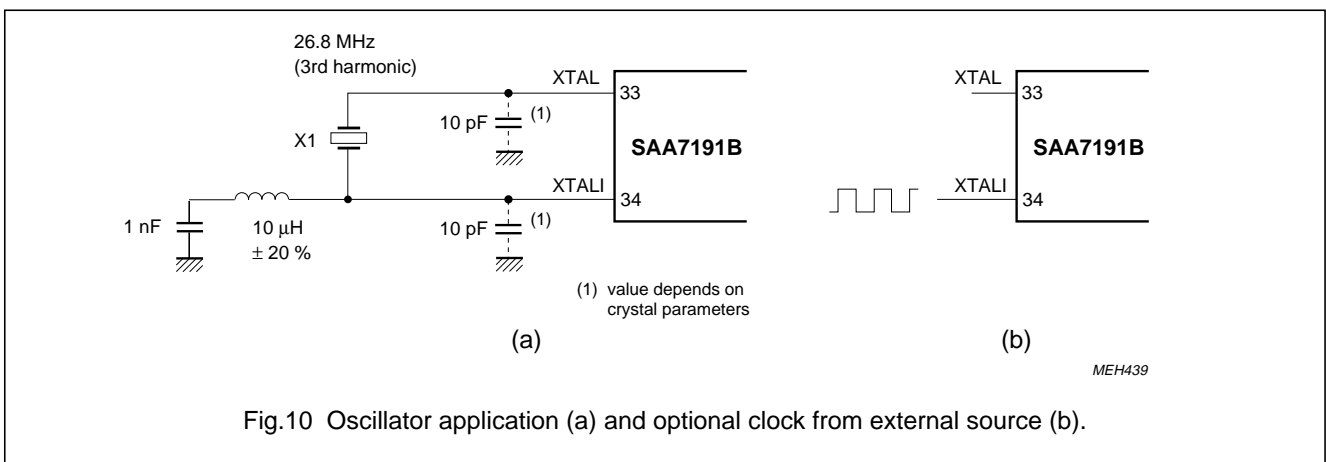 26.8 MHz
(3rd harmonic)
XTAL
33
10 pF
(1)
X1
SAA7191B
XTALI
34
1 nF
10 μH
± 20 %
10 pF
(1)
(1) value depends on
crystal parameters
(a)
XTAL
33
SAA7191B
XTALI
34
(b)
MEH439
Fig.10 Oscillator application (a) and optional clock from external source (b).